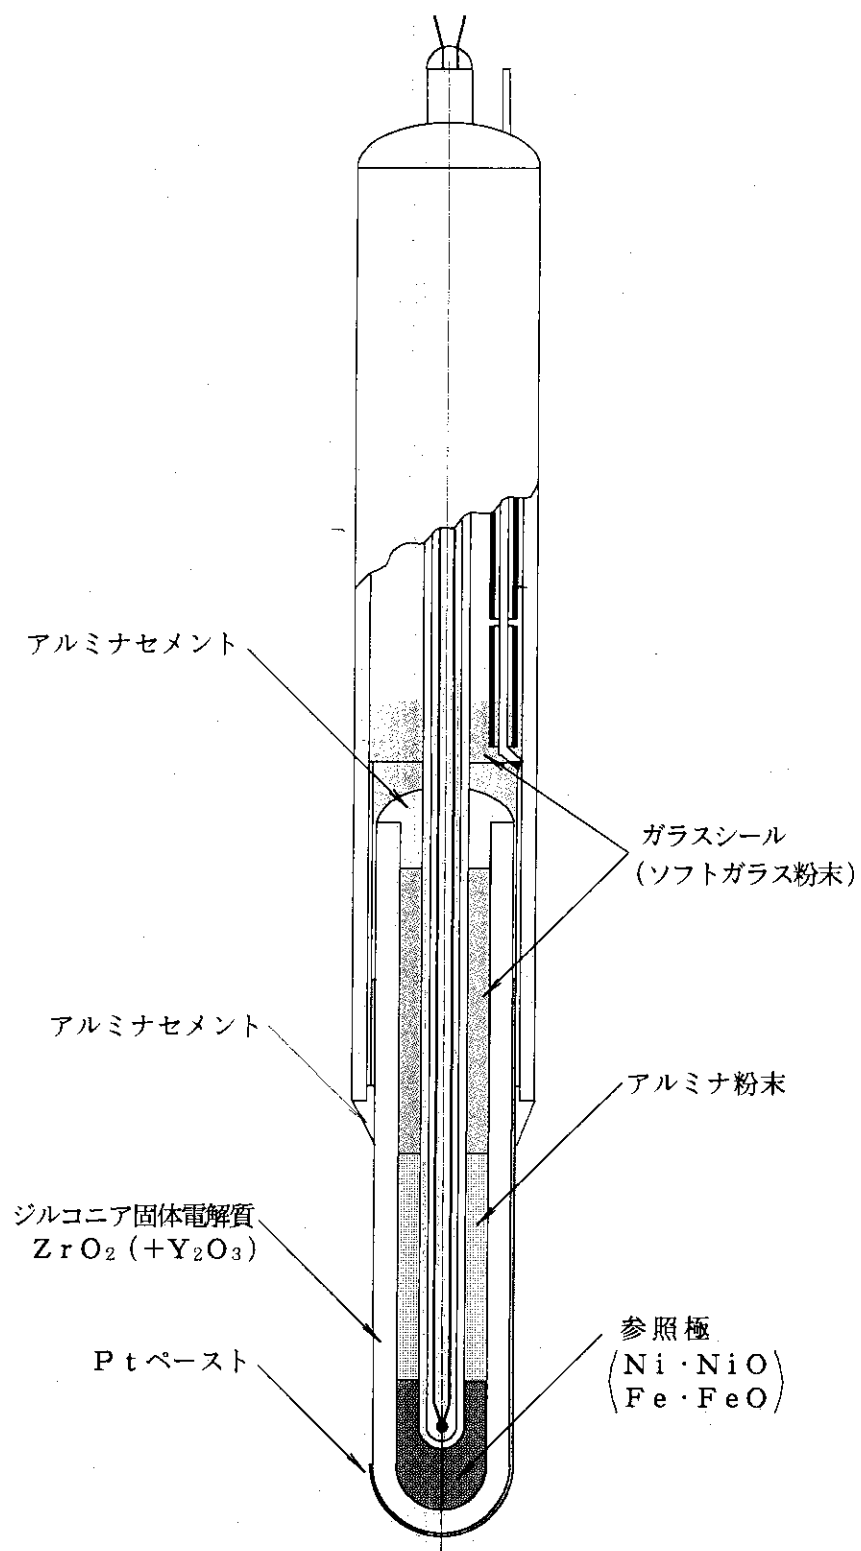 アルミナセメント
ガラスシール
(ソフトガラス粉末)
アルミナセメント
アルミナ粉末
ジルコニア固体電解質
ZrO₂(+Y₂O₃)
参照極
(Ni・NiO
Fe・FeO)
Ptペースト